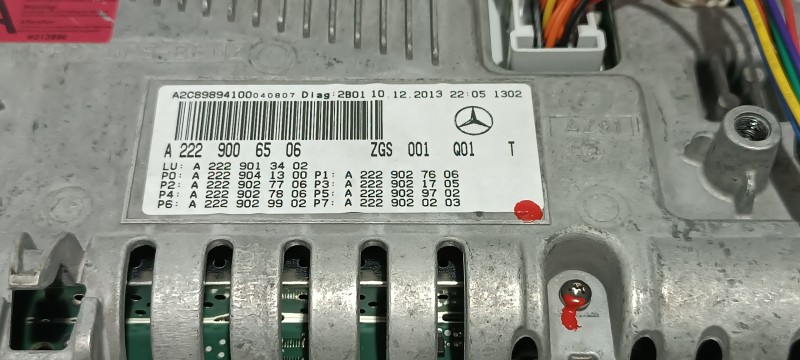 A2C89894100040807 Diag:2B01 10.12.2013 22:05 1302
A 222 900 65 06 ZGS 001 Q01 T
LU: A 222 901 34 02
P0: A 222 904 13 00 P1: A 222 902 76 06
P2: A 222 902 77 06 P3: A 222 902 17 05
P4: A 222 902 78 06 P5: A 222 902 97 02
P6: A 222 902 99 02 P7: A 222 902 02 03